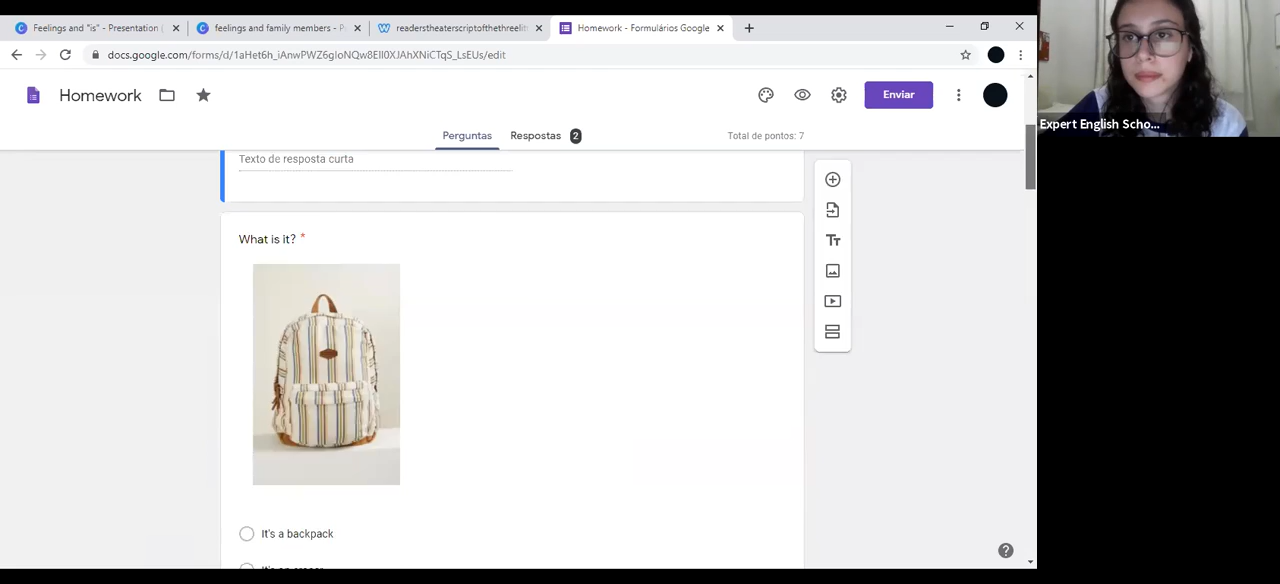 Feelings and "is" - Presentation (
feelings and family members - P
readerstheaterscriptofthethreelit
Homework - Formulários Google
docs.google.com/forms/d/1aHet6h_iAnwPWZ6gIoNQw8EIl0XJAhXNiCTqS_LsEUs/edit
Homework
Enviar
Perguntas
Respostas 2
Total de pontos: 7
Texto de resposta curta
What is it? *
It's a backpack
Expert English Scho...